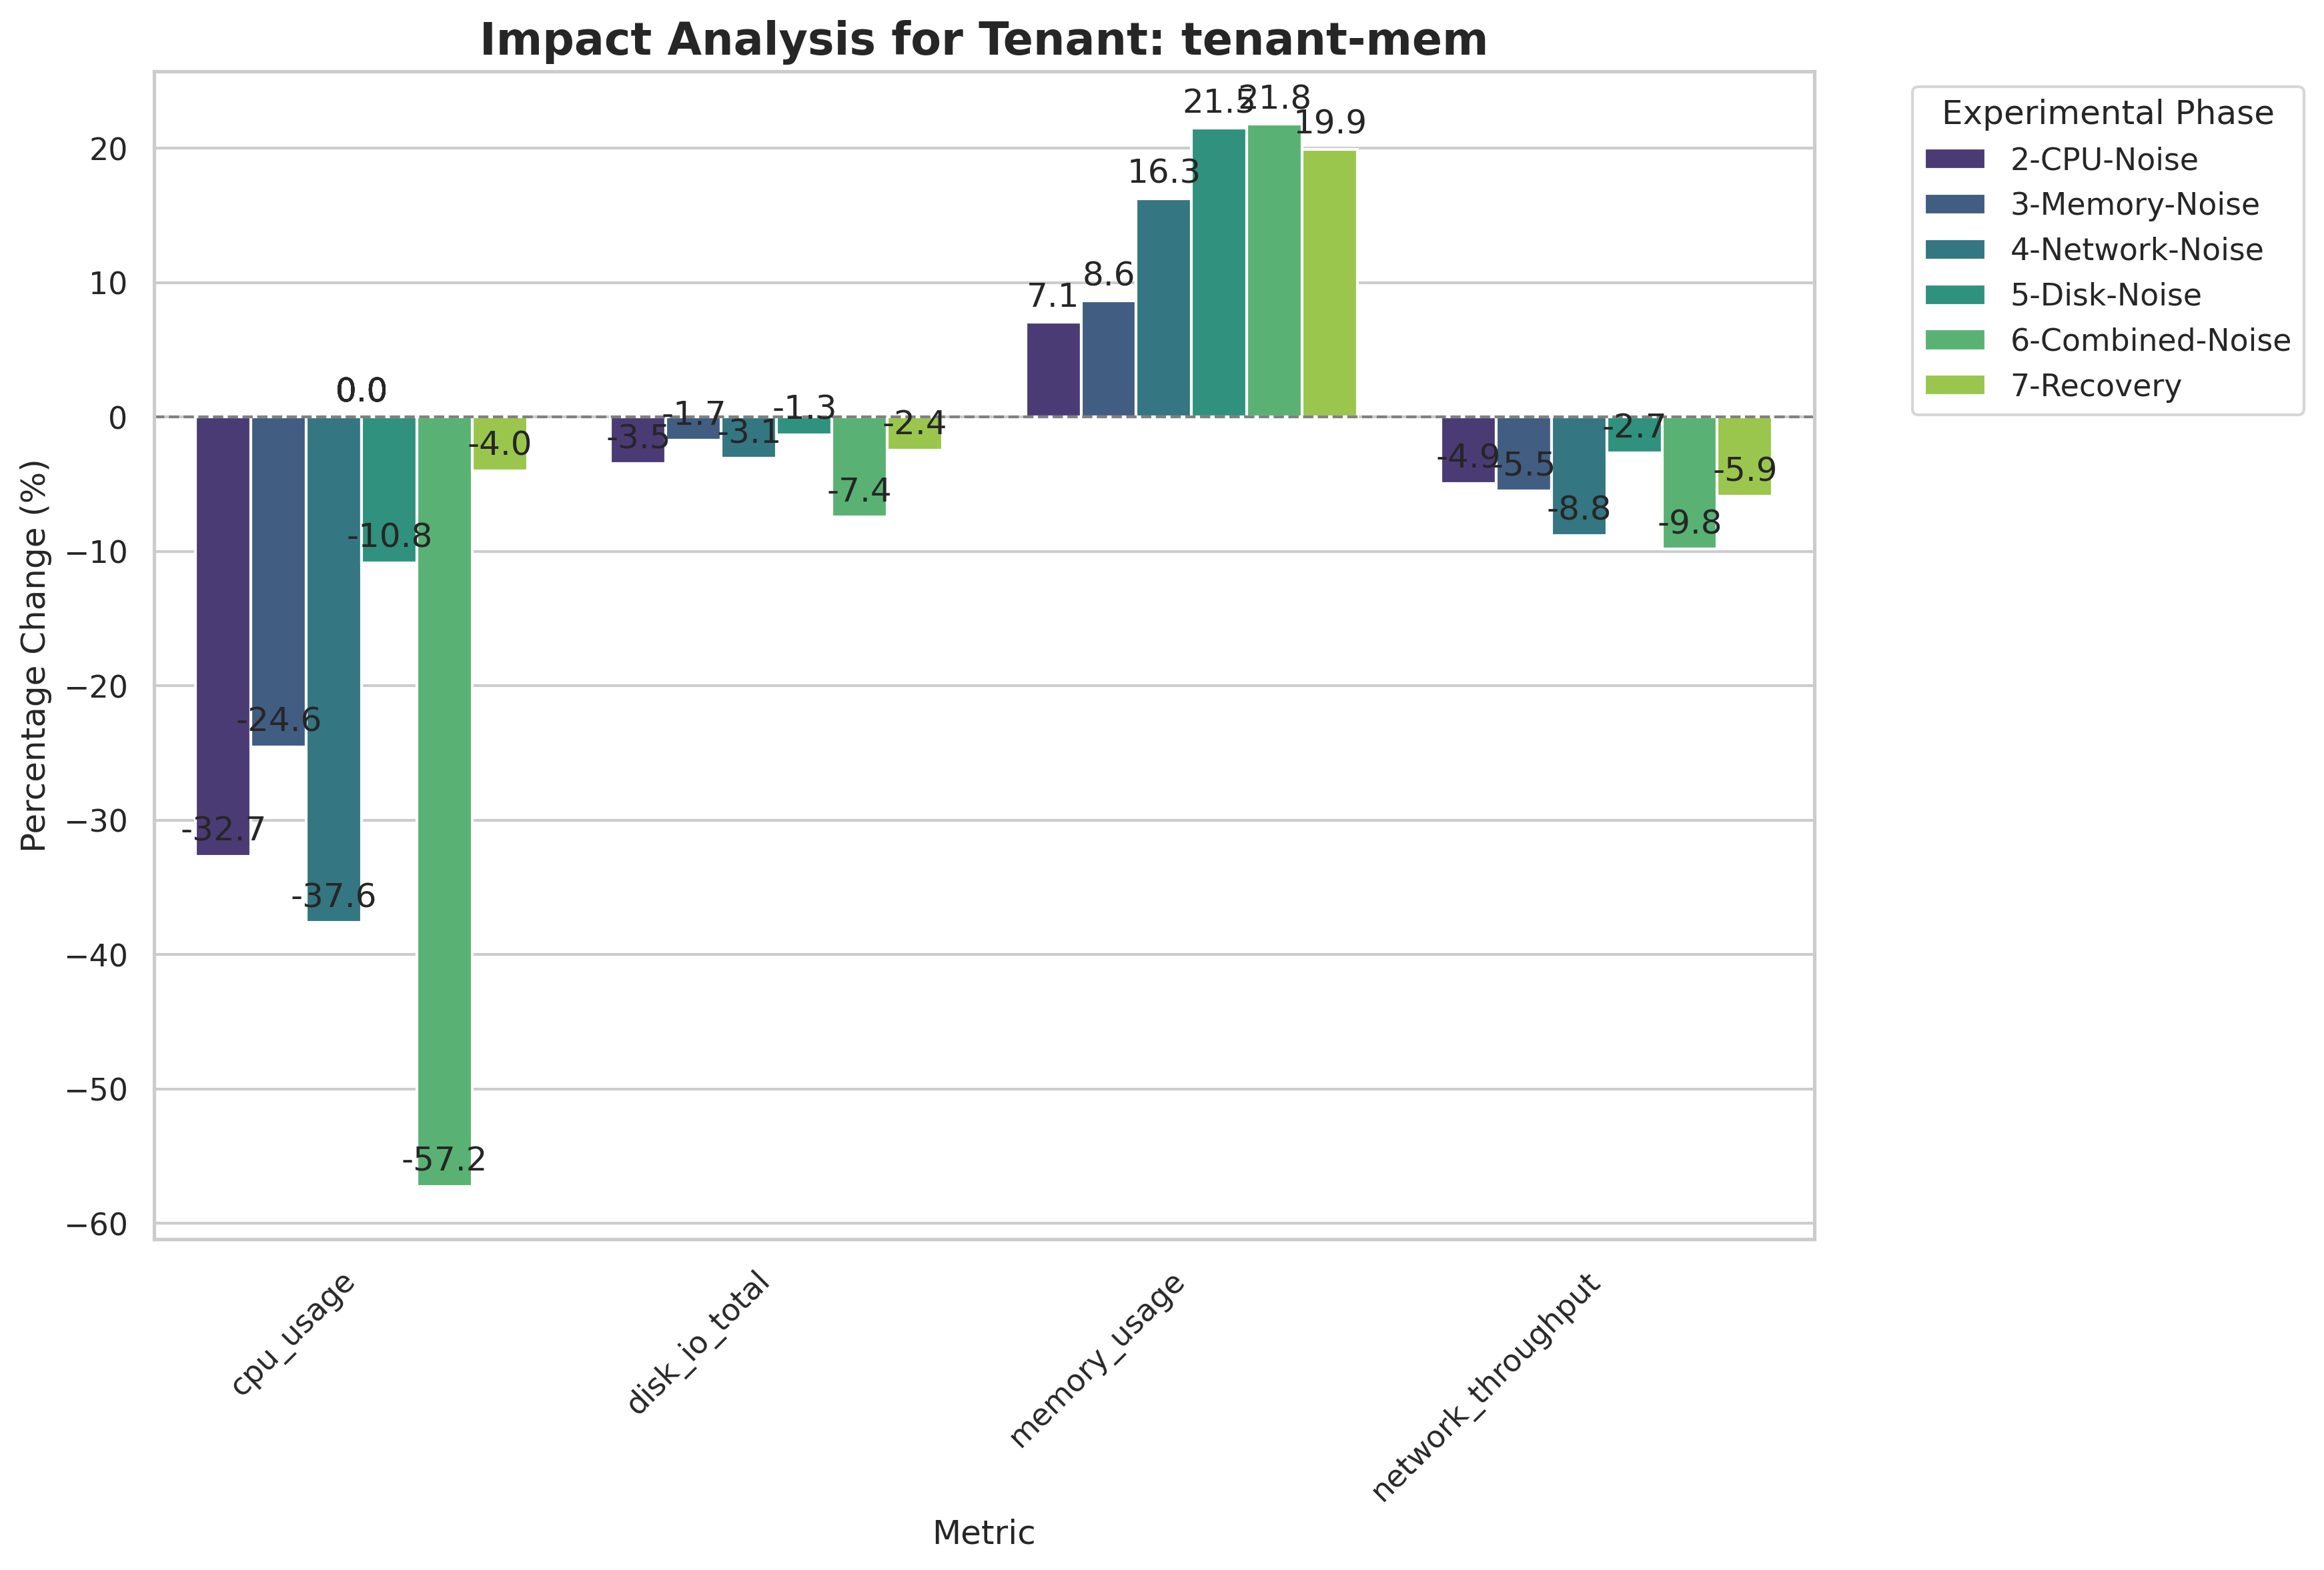 Impact Analysis for Tenant: tenant-mem
Percentage Change (%)
20
10
0
−10
−20
−30
−40
−50
−60
-32.7
-24.6
-37.6
0.0
-10.8
-57.2
-4.0
-3.5
-1.7
-3.1
-1.3
-7.4
-2.4
7.1
8.6
16.3
21.5
21.8
19.9
-4.9
-5.5
-8.8
-2.7
-9.8
-5.9
cpu_usage
disk_io_total
memory_usage
network_throughput
Metric
Experimental Phase
2-CPU-Noise
3-Memory-Noise
4-Network-Noise
5-Disk-Noise
6-Combined-Noise
7-Recovery